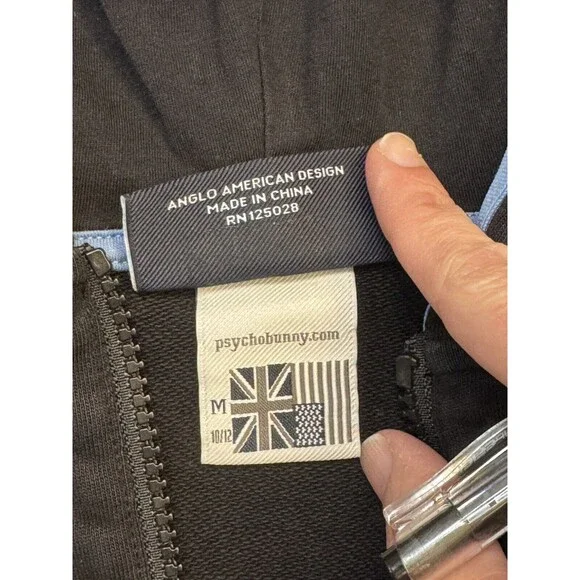 ANGLO AMERICAN DESIGN
MADE IN CHINA
RN125028
psychobunny.com
M
10/12